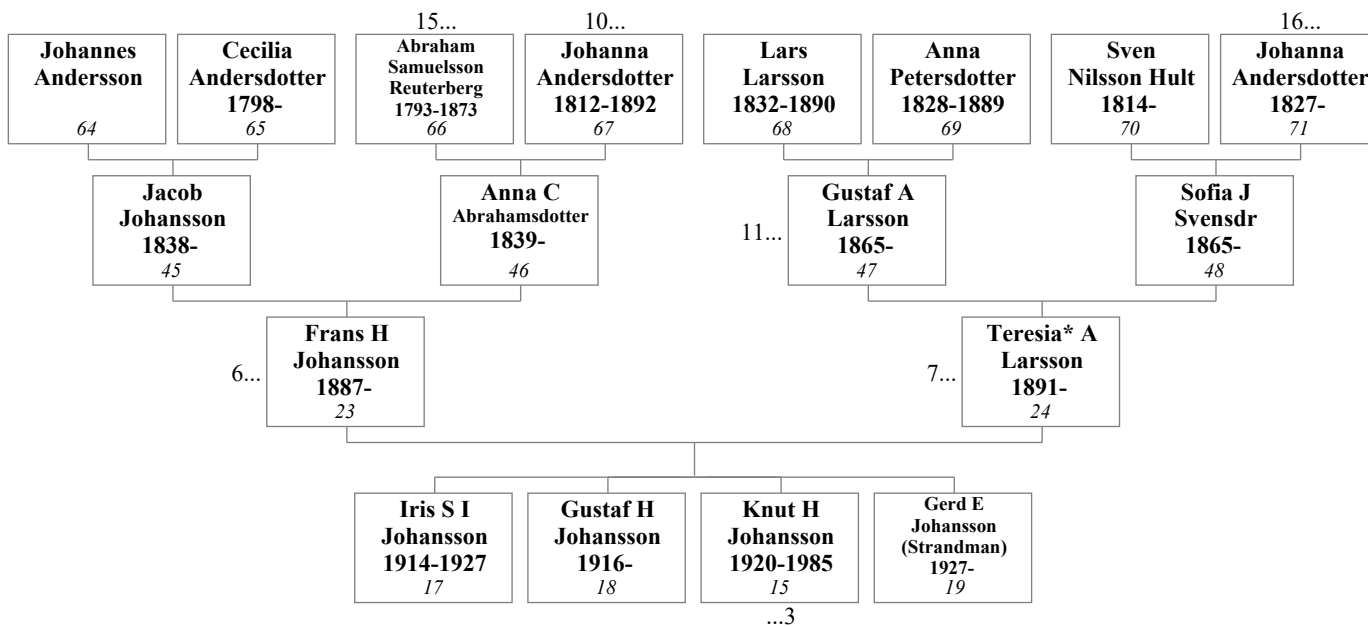 15...
10...
16...
Johannes
Andersson
64
Cecilia
Andersdotter
1798-
65
Abraham
Samuelsson
Reuterberg
1793-1873
66
Johanna
Andersdotter
1812-1892
67
Lars
Larsson
1832-1890
68
Anna
Petersdotter
1828-1889
69
Sven
Nilsson Hult
1814-
70
Johanna
Andersdotter
1827-
71
Jacob
Johansson
1838-
45
Anna C
Abrahamsdotter
1839-
46
11...
Gustaf A
Larsson
1865-
47
Sofia J
Svensdr
1865-
48
6...
Frans H
Johansson
1887-
23
7...
Teresia* A
Larsson
1891-
24
Iris S I
Johansson
1914-1927
17
Gustaf H
Johansson
1916-
18
Knut H
Johansson
1920-1985
15
Gerd E
Johansson
(Strandman)
1927-
19
...3